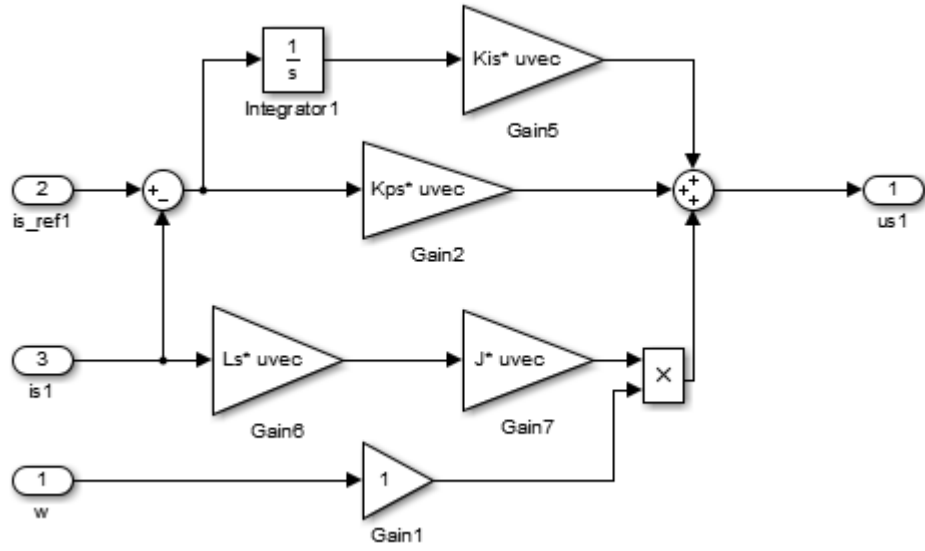 1
s
Integrator1
Kis* uvec
Gain5
2
is_ref1
+
−
Kps* uvec
Gain2
+
+
+
1
us1
3
is1
Ls* uvec
Gain6
J* uvec
Gain7
×
1
w
1
Gain1